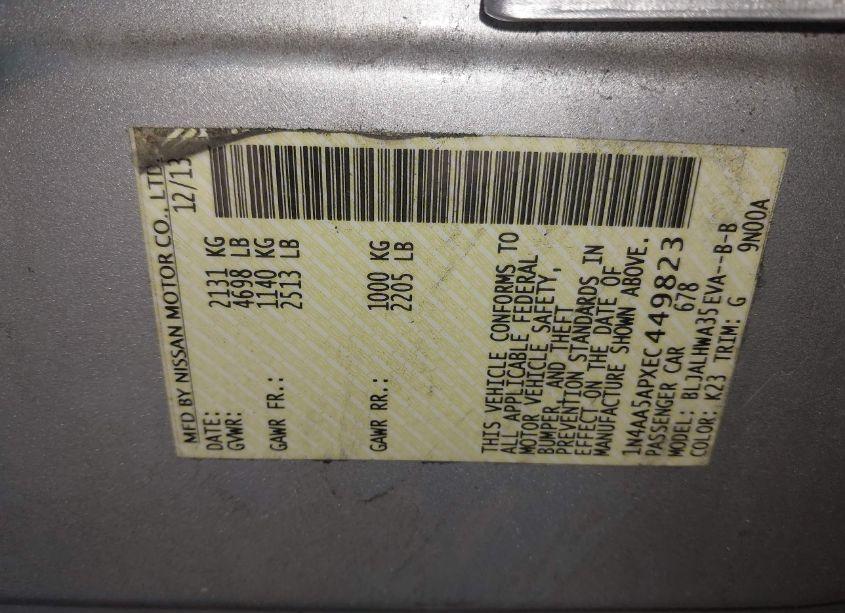 MFD BY NISSAN MOTOR CO., LTD.
DATE: 12/13
GVWR: 2131 KG
4698 LB
GAWR FR.: 1140 KG
2513 LB
GAWR RR.: 1000 KG
2205 LB
THIS VEHICLE CONFORMS TO
ALL APPLICABLE FEDERAL
MOTOR VEHICLE SAFETY,
BUMPER, AND THEFT
PREVENTION STANDARDS IN
EFFECT ON THE DATE OF
MANUFACTURE SHOWN ABOVE.
1N4AA5APXEC449823
PASSENGER CAR 678
MODEL: BLJALHWA35EVA--B-B
COLOR: K23 TRIM: G 9N00A